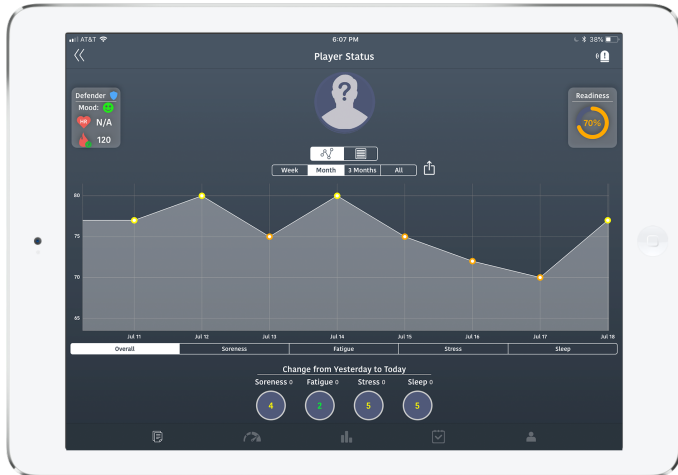 AT&T 6:07 PM 38%
Player Status
Defender
Mood:
HR N/A
120
?
Readiness
70%
Week Month 3 Months All
80
75
70
65
Jul 11 Jul 12 Jul 13 Jul 14 Jul 15 Jul 16 Jul 17 Jul 18
Overall Soreness Fatigue Stress Sleep
Change from Yesterday to Today
Soreness 0 Fatigue 0 Stress 0 Sleep 0
4 2 5 5